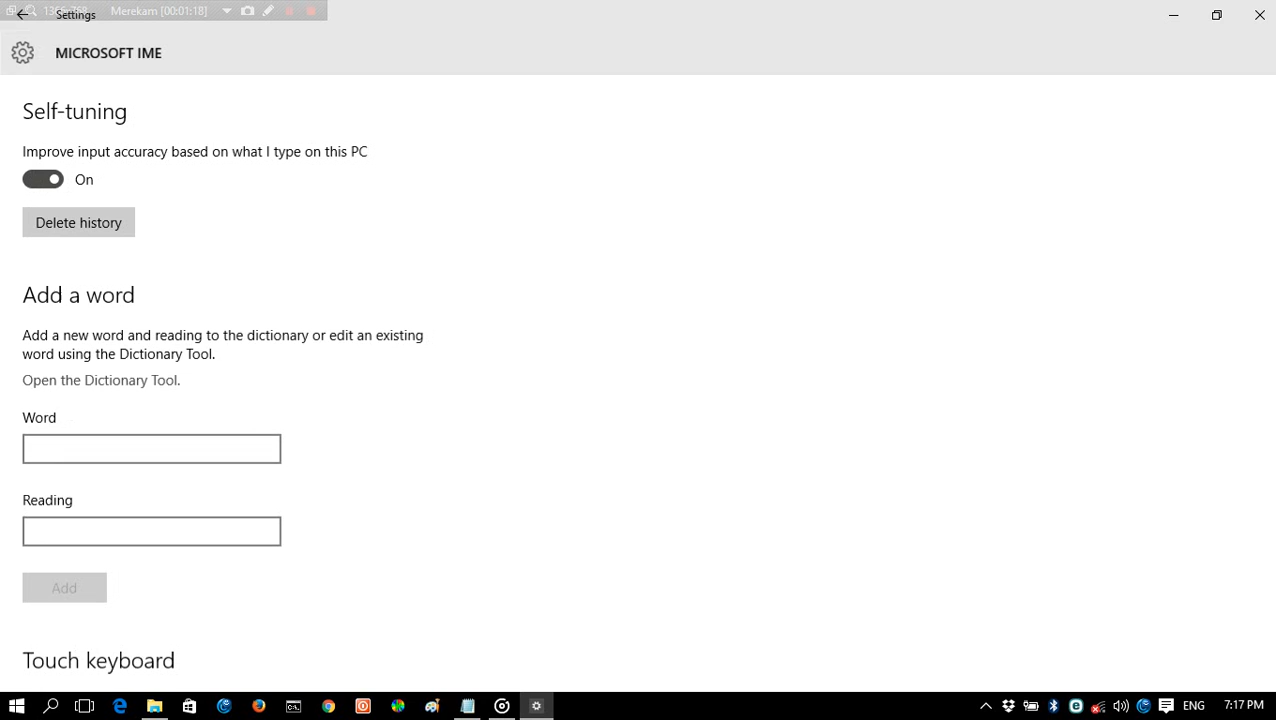 1366×768 Merekam [00:01:18]
Settings
MICROSOFT IME
Self-tuning
Improve input accuracy based on what I type on this PC
On
Delete history
Add a word
Add a new word and reading to the dictionary or edit an existing
word using the Dictionary Tool.
Open the Dictionary Tool.
Word
Reading
Add
Touch keyboard
ENG 7:17 PM